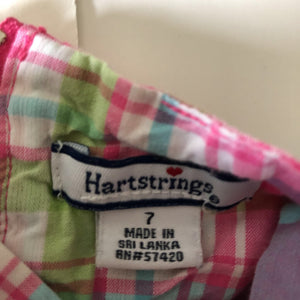 Hartstrings®
7
MADE IN
SRI LANKA
RN#57420